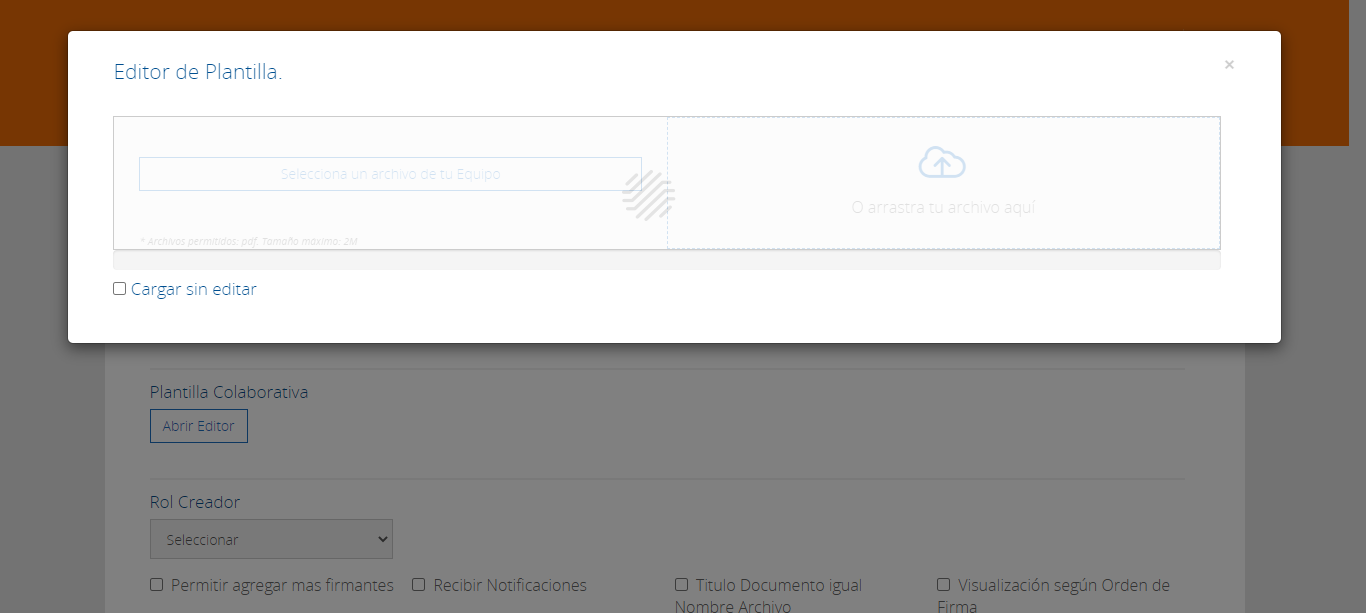 Editor de Plantilla.
×
Selecciona un archivo de tu Equipo
* Archivos permitidos: pdf. Tamaño maximo: 2M
O arrastra tu archivo aquí
Cargar sin editar
Plantilla Colaborativa
Abrir Editor
Rol Creador
Seleccionar
Permitir agregar mas firmantes
Recibir Notificaciones
Titulo Documento igual
Nombre Archivo
Visualización según Orden de
Firma